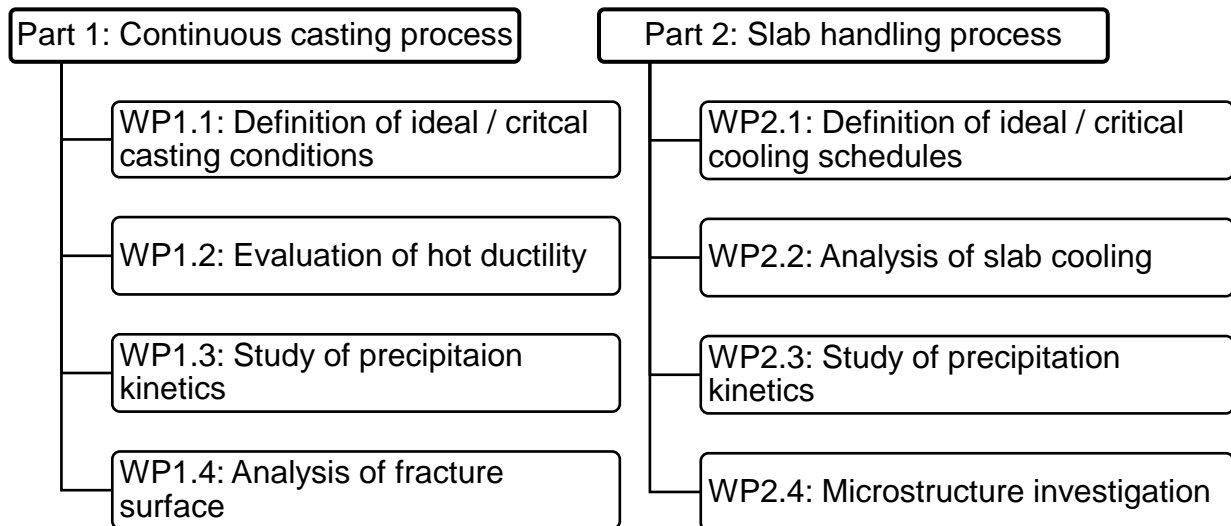 Part 1: Continuous casting process
WP1.1: Definition of ideal / critcal
casting conditions
WP1.2: Evaluation of hot ductility
WP1.3: Study of precipitaion
kinetics
WP1.4: Analysis of fracture
surface
Part 2: Slab handling process
WP2.1: Definition of ideal / critical
cooling schedules
WP2.2: Analysis of slab cooling
WP2.3: Study of precipitation
kinetics
WP2.4: Microstructure investigation